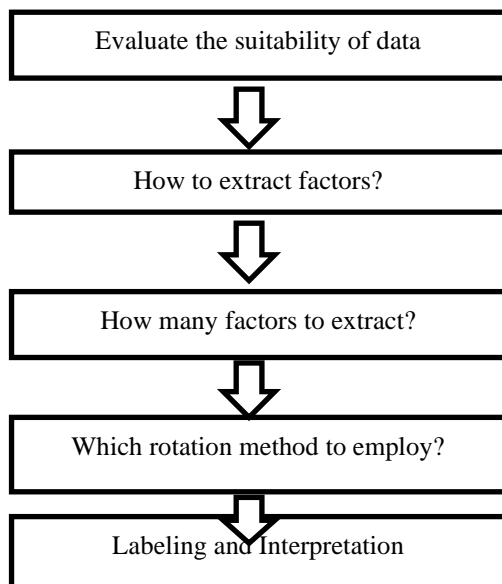 Evaluate the suitability of data
How to extract factors?
How many factors to extract?
Which rotation method to employ?
Labeling and Interpretation